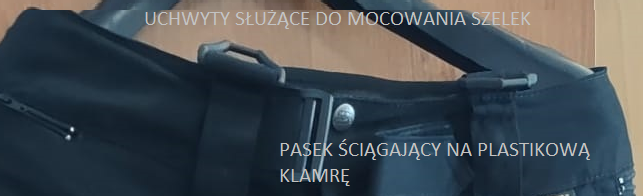 UCHWYTY SŁUŻĄCE DO MOCOWANIA SZELEK
PASEK ŚCIĄGAJĄCY NA PLASTIKOWĄ
KLAMRĘ